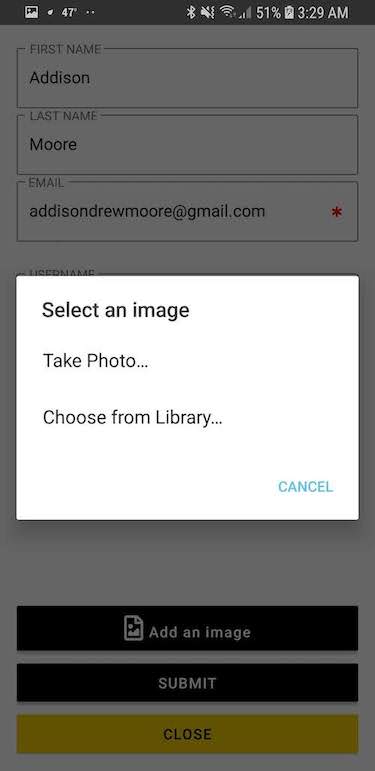 47° 51% 3:29 AM
FIRST NAME
Addison
LAST NAME
Moore
EMAIL
addisondrewmoore@gmail.com *
USERNAME
Select an image
Take Photo...
Choose from Library...
CANCEL
Add an image
SUBMIT
CLOSE